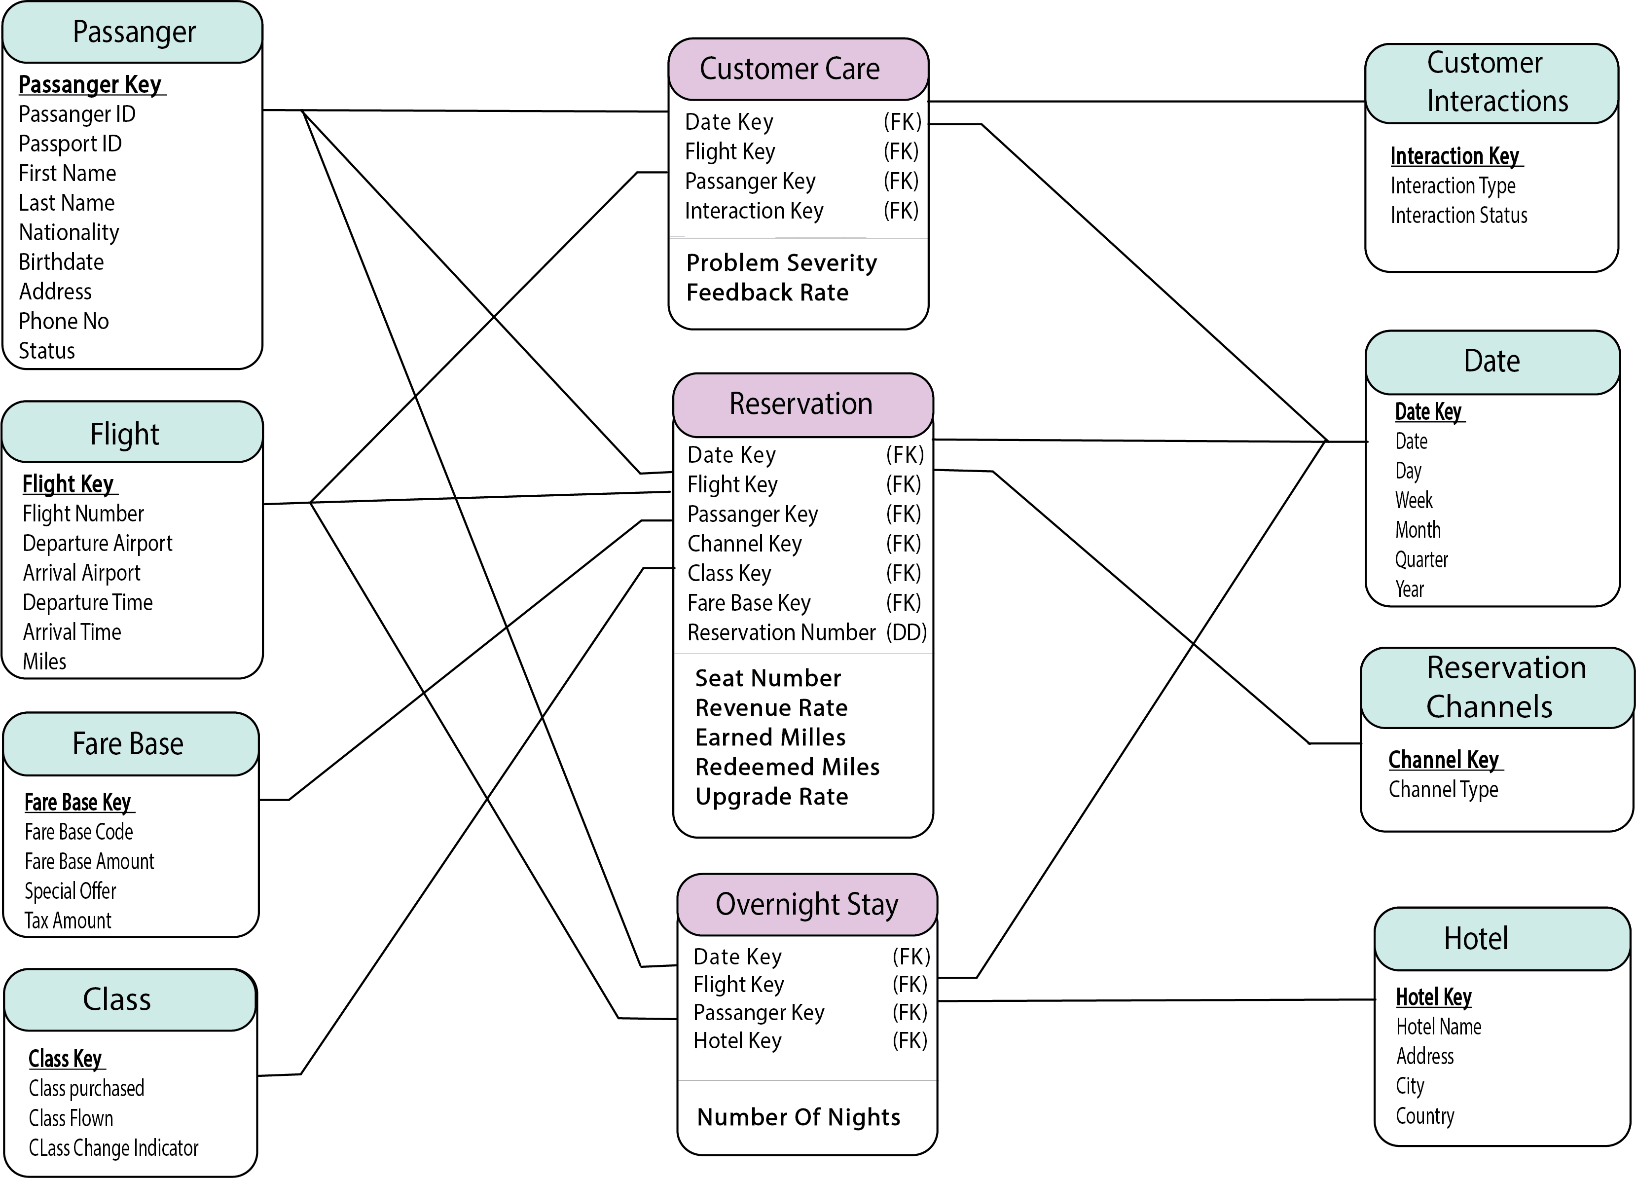 Passanger
Passanger Key
Passanger ID
Passport ID
First Name
Last Name
Nationality
Birthdate
Address
Phone No
Status
Flight
Flight Key
Flight Number
Departure Airport
Arrival Airport
Departure Time
Arrival Time
Miles
Fare Base
Fare Base Key
Fare Base Code
Fare Base Amount
Special Offer
Tax Amount
Class
Class Key
Class purchased
Class Flown
CLass Change Indicator
Customer Care
Date Key (FK)
Flight Key (FK)
Passanger Key (FK)
Interaction Key (FK)
Problem Severity
Feedback Rate
Reservation
Date Key (FK)
Flight Key (FK)
Passanger Key (FK)
Channel Key (FK)
Class Key (FK)
Fare Base Key (FK)
Reservation Number (DD)
Seat Number
Revenue Rate
Earned Milles
Redeemed Miles
Upgrade Rate
Overnight Stay
Date Key (FK)
Flight Key (FK)
Passanger Key (FK)
Hotel Key (FK)
Number Of Nights
Customer
Interactions
Interaction Key
Interaction Type
Interaction Status
Date
Date Key
Date
Day
Week
Month
Quarter
Year
Reservation
Channels
Channel Key
Channel Type
Hotel
Hotel Key
Hotel Name
Address
City
Country